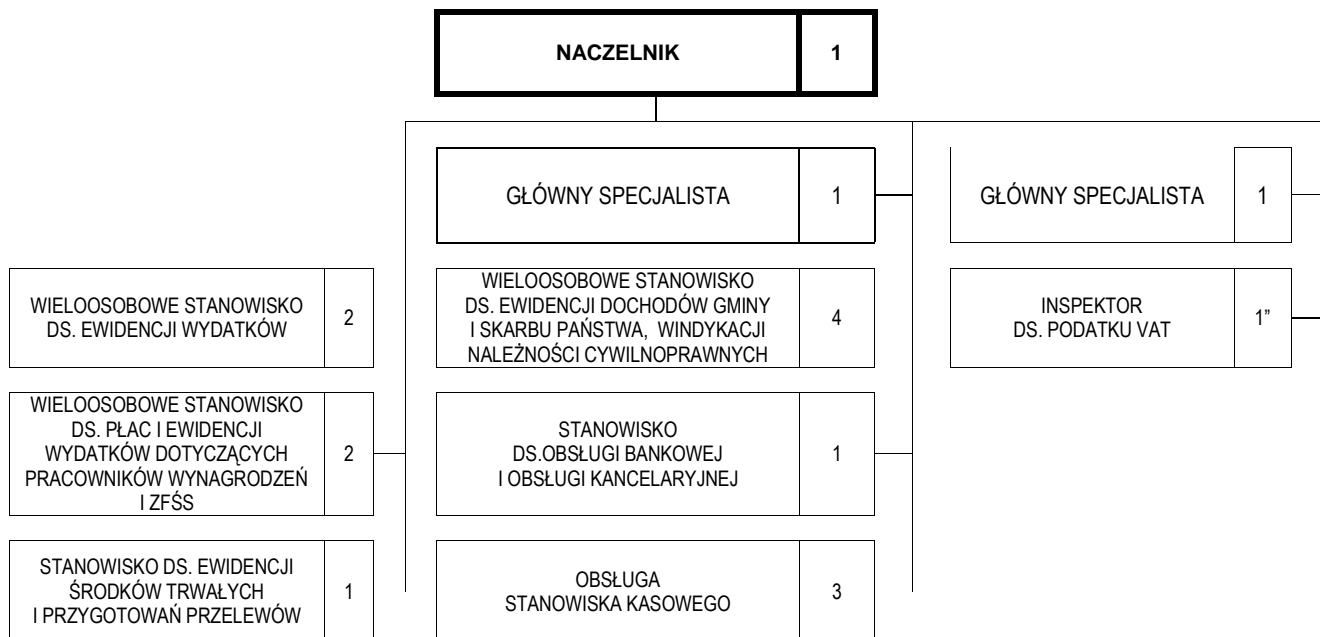 NACZELNIK 1
GŁÓWNY SPECJALISTA 1
GŁÓWNY SPECJALISTA 1
WIELOOSOBOWE STANOWISKO
DS. EWIDENCJI WYDATKÓW
2
WIELOOSOBOWE STANOWISKO
DS. EWIDENCJI DOCHODÓW GMINY
I SKARBU PAŃSTWA, WINDYKACJI
NALEŻNOŚCI CYWILNOPRAWNYCH
4
INSPEKTOR
DS. PODATKU VAT
1”
WIELOOSOBOWE STANOWISKO
DS. PŁAC I EWIDENCJI
WYDATKÓW DOTYCZĄCYCH
PRACOWNIKÓW WYNAGRODZEŃ
I ZFŚS
2
STANOWISKO
DS.OBSŁUGI BANKOWEJ
I OBSŁUGI KANCELARYJNEJ
1
STANOWISKO DS. EWIDENCJI
ŚRODKÓW TRWAŁYCH
I PRZYGOTOWAŃ PRZELEWÓW
1
OBSŁUGA
STANOWISKA KASOWEGO
3